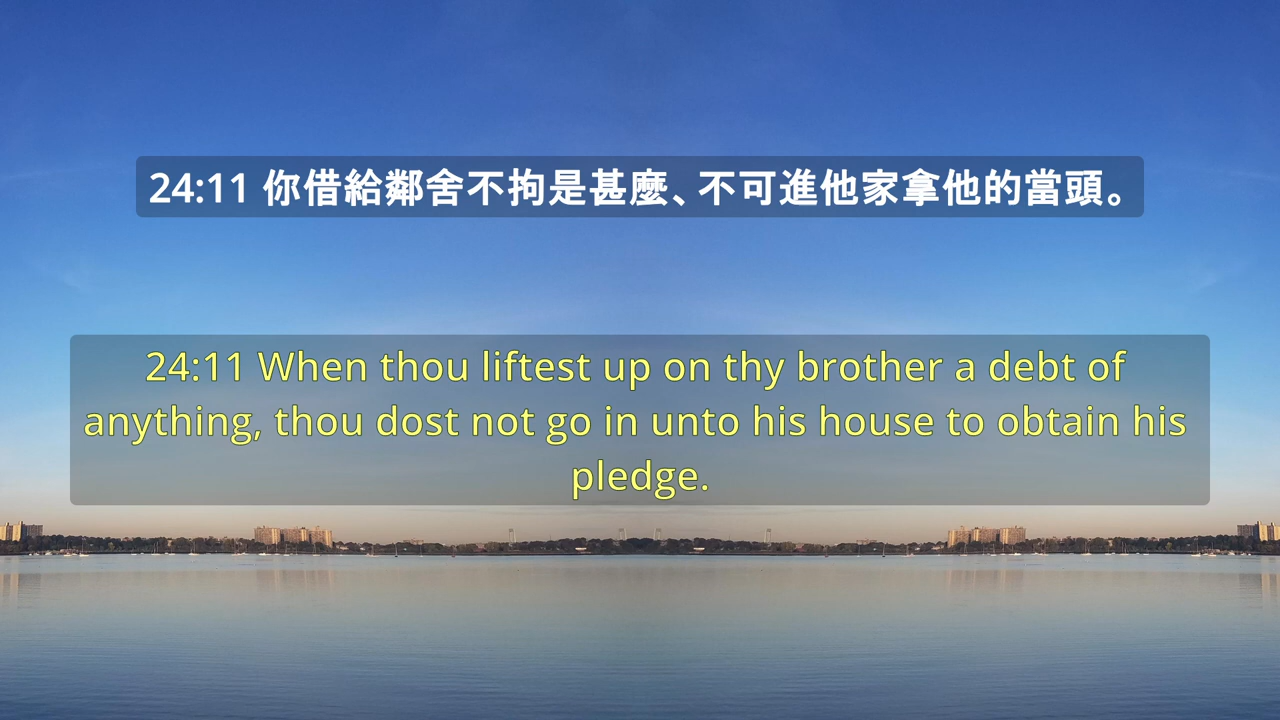 24:11 你借給鄰舍不拘是甚麼、不可進他家拿他的當頭。
24:11 When thou liftest up on thy brother a debt of
anything, thou dost not go in unto his house to obtain his
pledge.